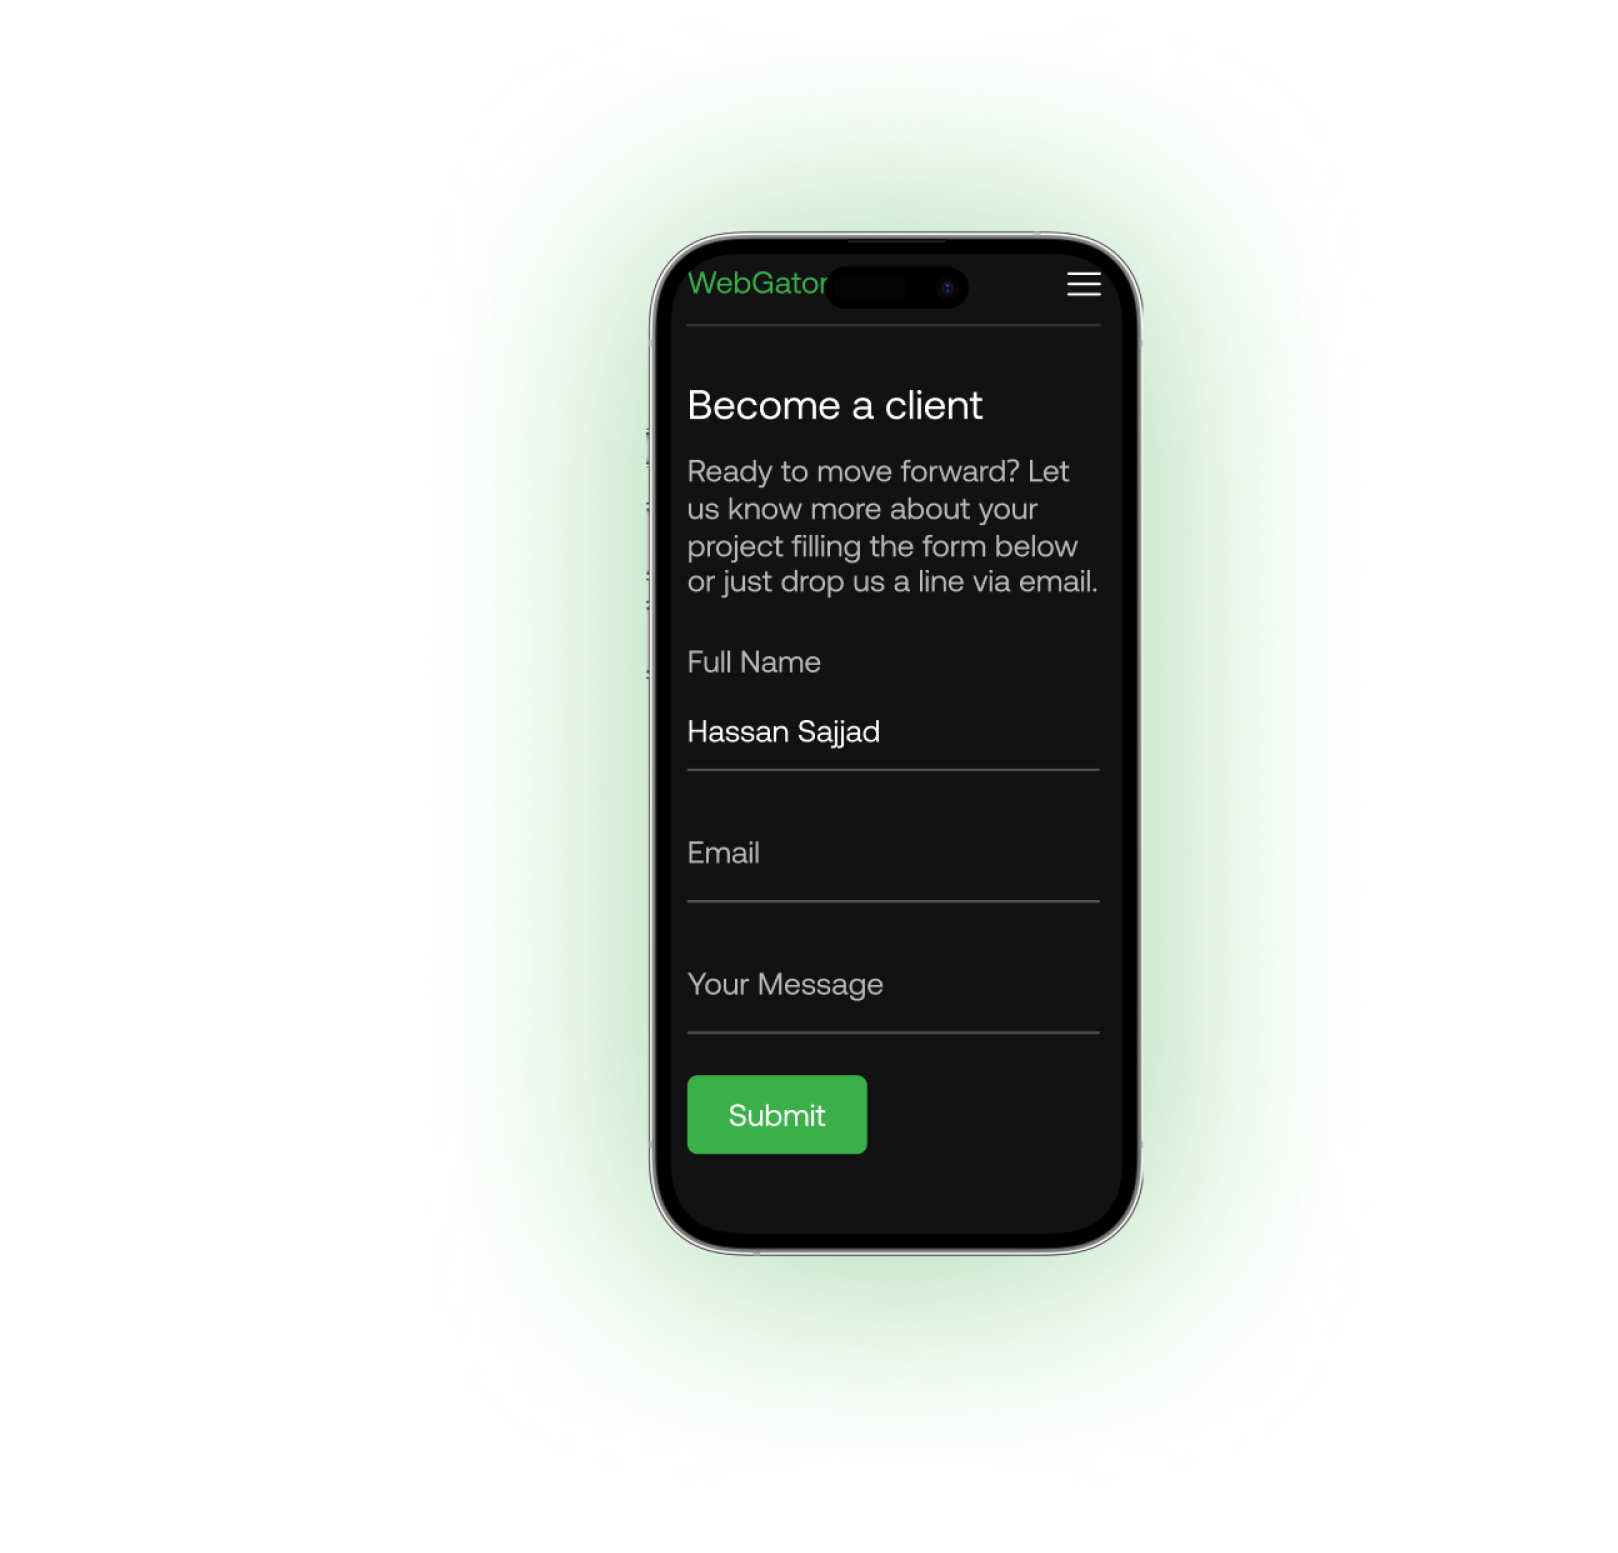 WebGator
Become a client
Ready to move forward? Let
us know more about your
project filling the form below
or just drop us a line via email.
Full Name
Hassan Sajjad
Email
Your Message
Submit